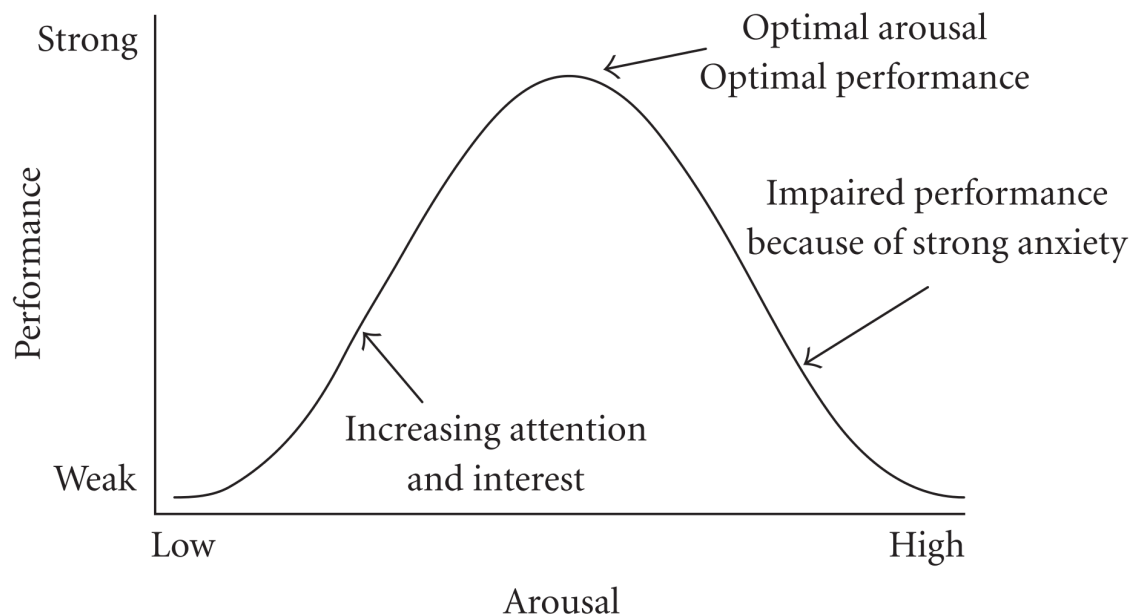 Strong
Optimal arousal
Optimal performance
Performance
Impaired performance
because of strong anxiety
Increasing attention
and interest
Weak
Low
High
Arousal